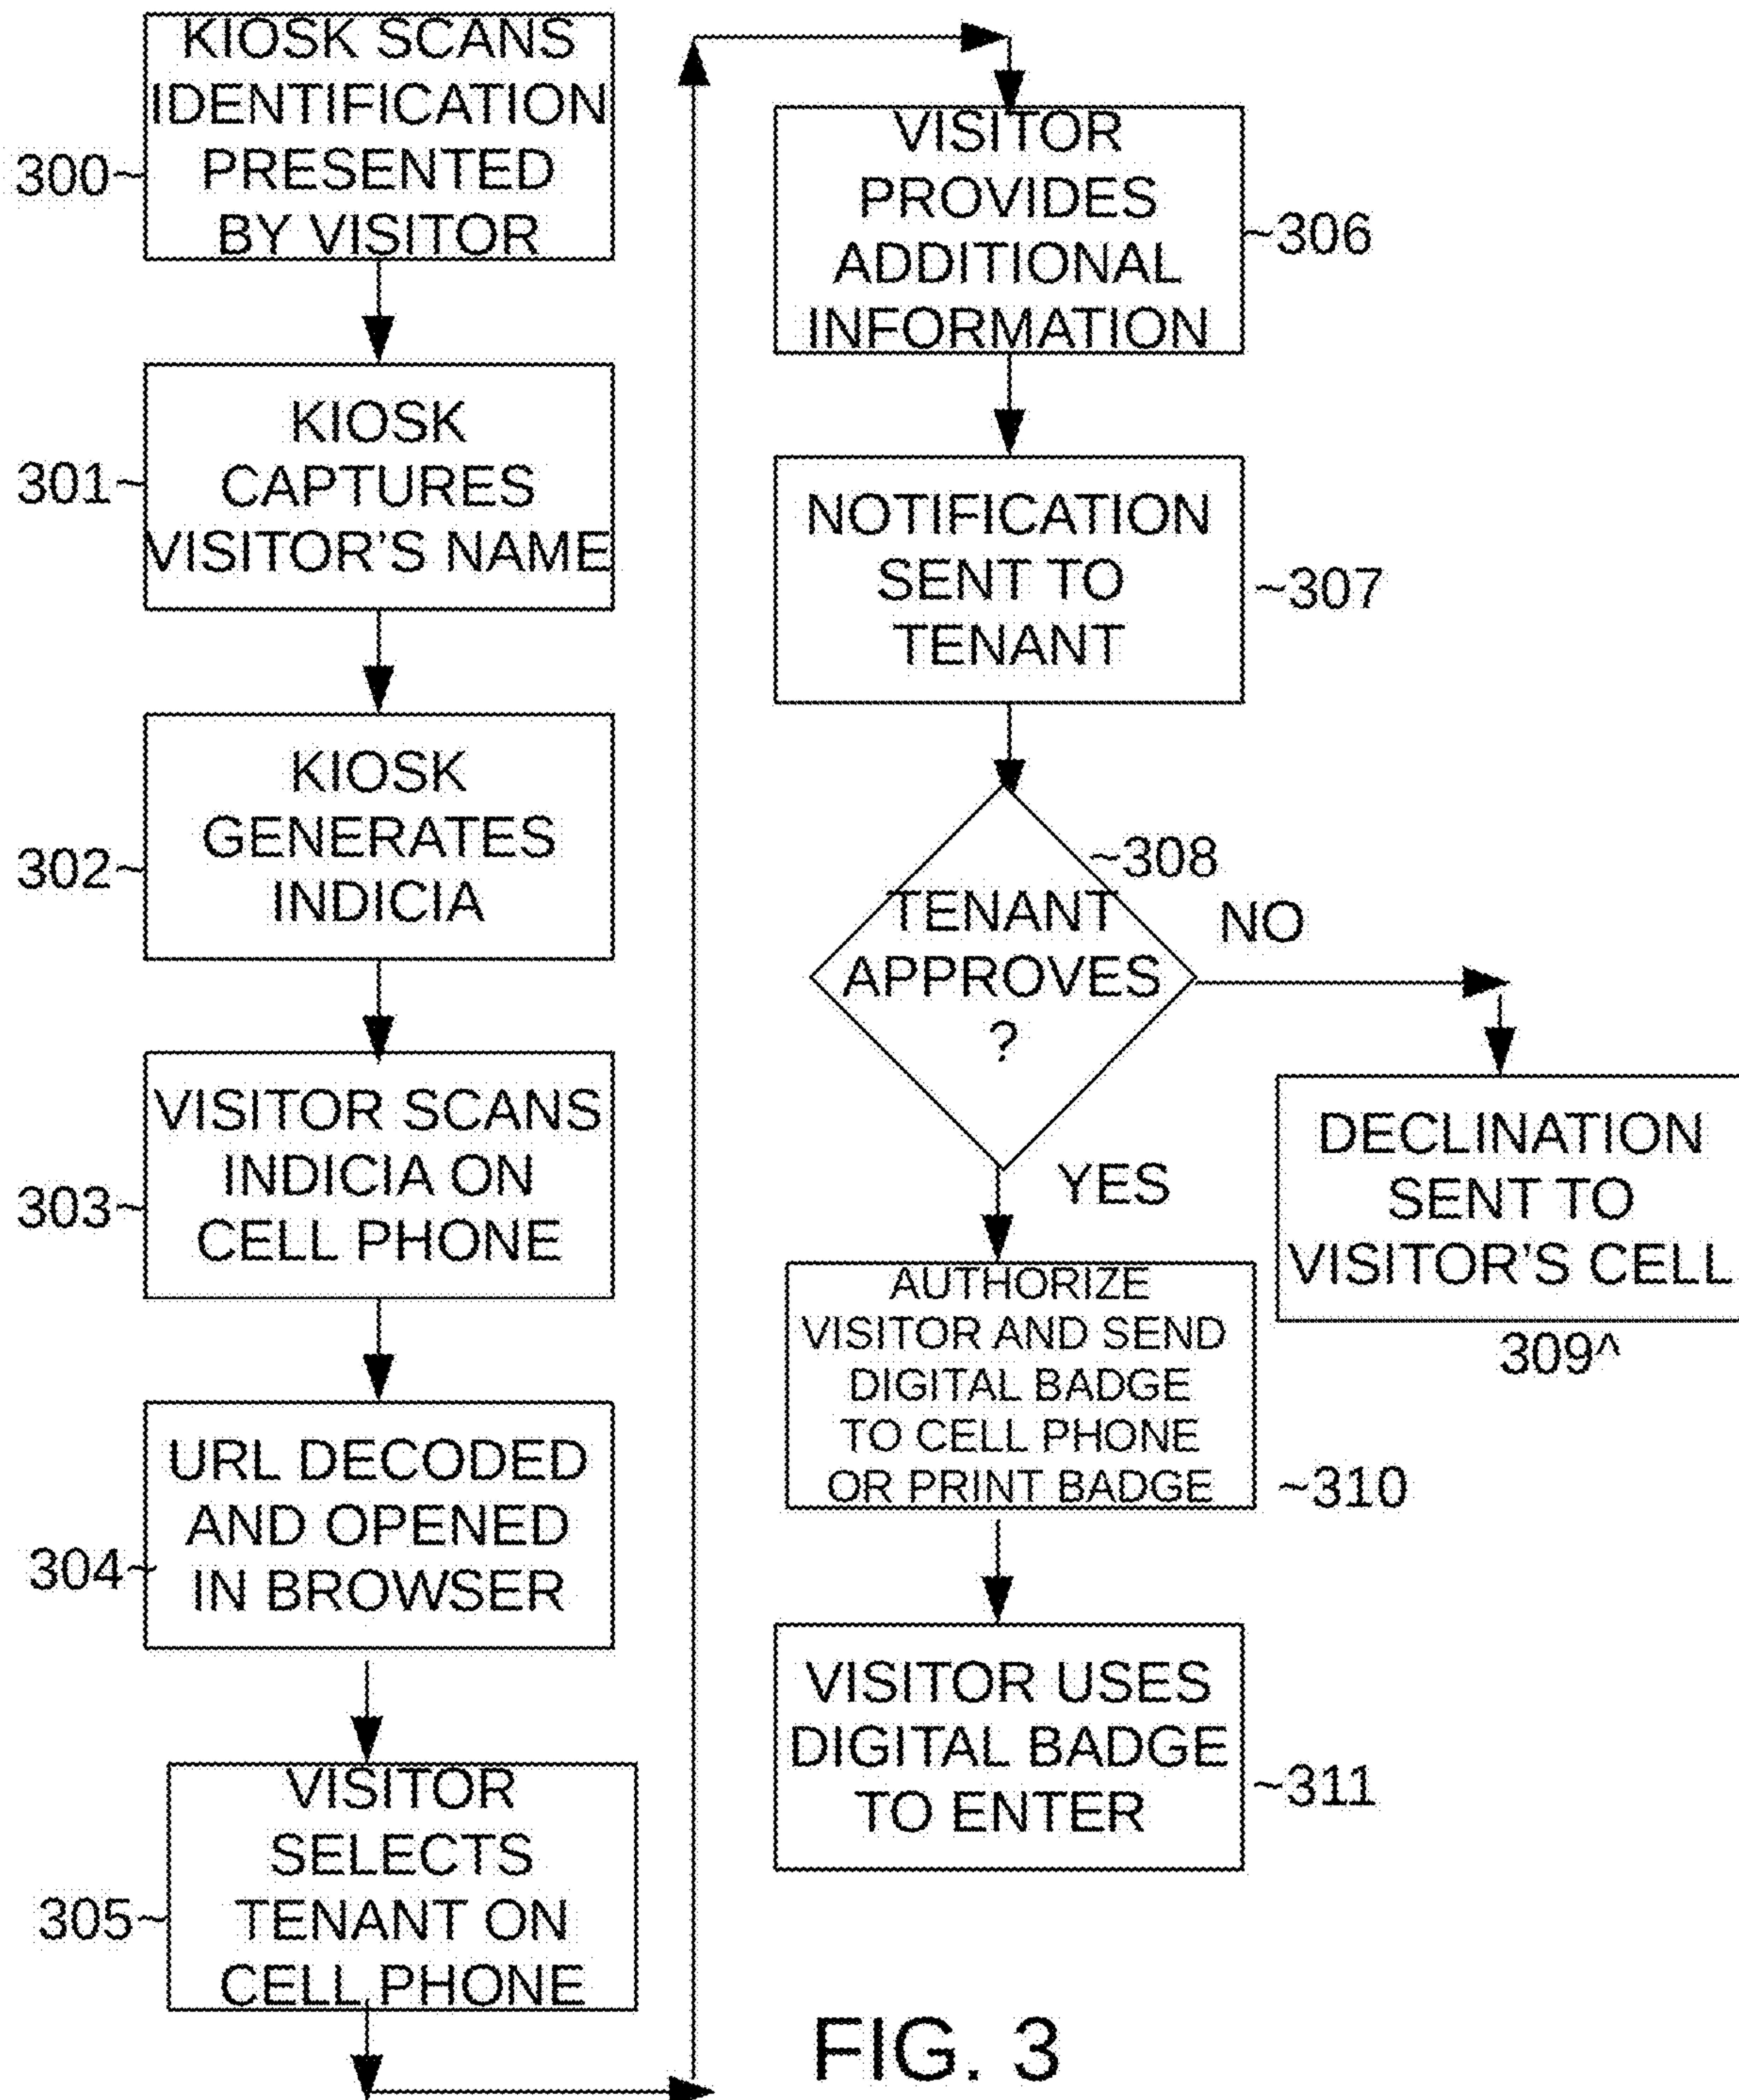 KIOSK SCANS
IDENTIFICATION
PRESENTED
BY VISITOR
300~
KIOSK
CAPTURES
VISITOR'S NAME
301~
KIOSK
GENERATES
INDICIA
302~
VISITOR SCANS
INDICIA ON
CELL PHONE
303~
URL DECODED
AND OPENED
IN BROWSER
304~
VISITOR
SELECTS
TENANT ON
CELL PHONE
305~
VISITOR
PROVIDES
ADDITIONAL
INFORMATION
~306
NOTIFICATION
SENT TO
TENANT
~307
~308
TENANT
APPROVES
?
NO
DECLINATION
SENT TO
VISITOR'S CELL
309^
YES
AUTHORIZE
VISITOR AND SEND
DIGITAL BADGE
TO CELL PHONE
OR PRINT BADGE
~310
VISITOR USES
DIGITAL BADGE
TO ENTER
~311
FIG. 3